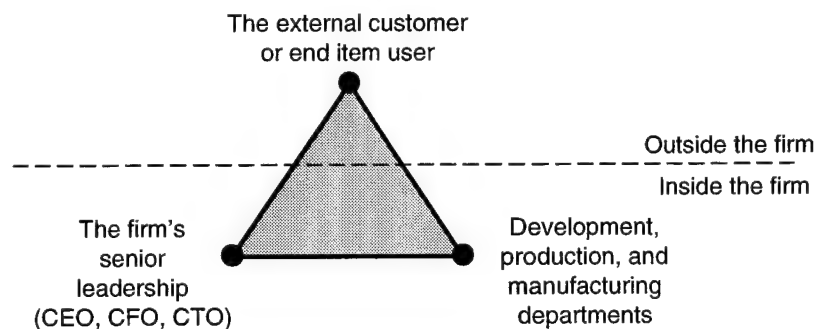 The external customer
or end item user
Outside the firm
Inside the firm
The firm's
senior
leadership
(CEO, CFO, CTO)
Development,
production, and
manufacturing
departments